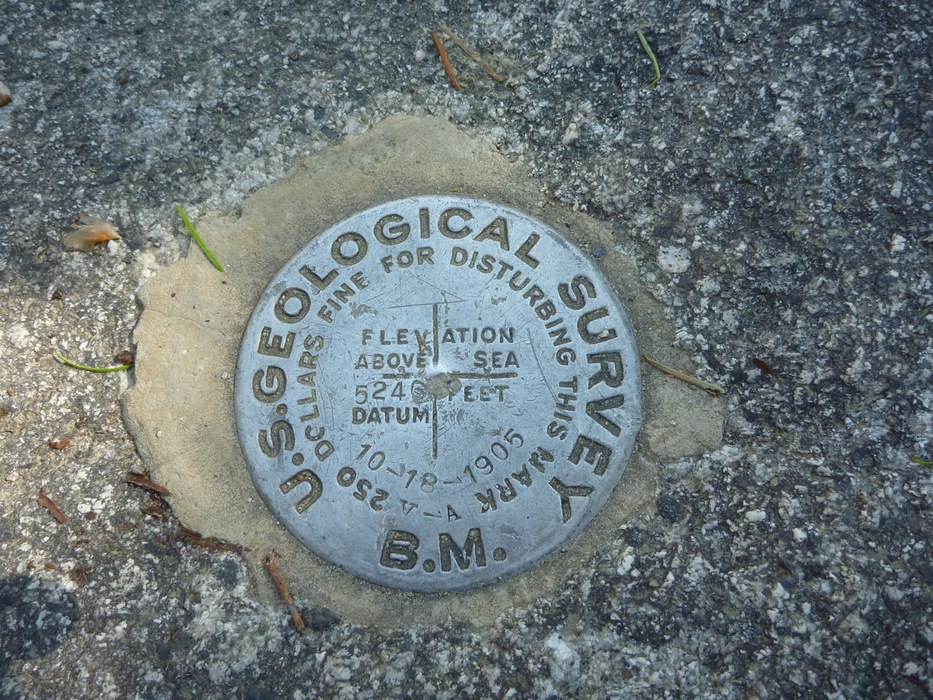 U.S. GEOLOGICAL SURVEY
B.M.
250 DOLLARS FINE FOR DISTURBING THIS MARK
ELEVATION
ABOVE SEA
5246 FEET
DATUM
10-18-1905